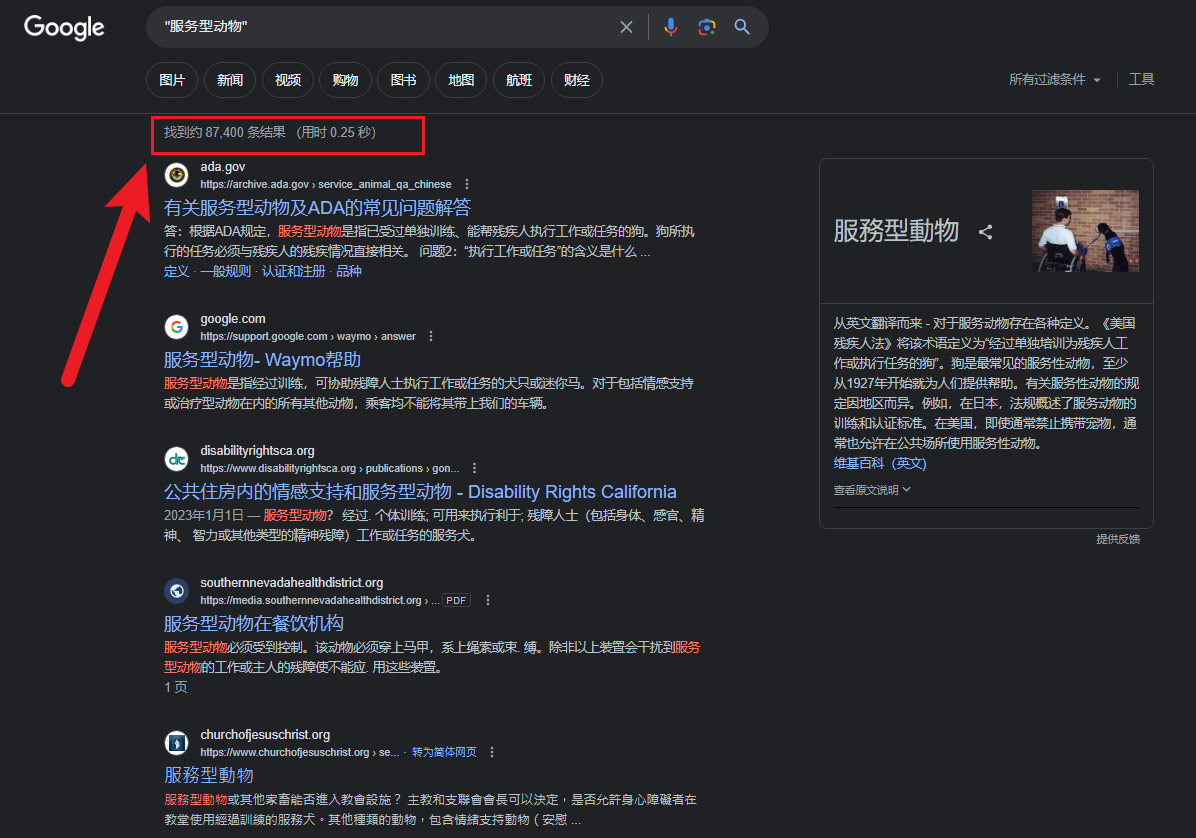 Google
"服务型动物"
图片 新闻 视频 购物 图书 地图 航班 财经
所有过滤条件 工具
找到约 87,400 条结果 （用时 0.25 秒）
ada.gov
https://archive.ada.gov › service_animal_qa_chinese
有关服务型动物及ADA的常见问题解答
答：根据ADA规定，服务型动物是指已受过单独训练、能帮残疾人执行工作或任务的狗。狗所执
行的任务必须与残疾人的残疾情况直接相关。 问题2：“执行工作或任务”的含义是什么 ...
定义 · 一般规则 · 认证和注册 · 品种
google.com
https://support.google.com › waymo › answer
服务型动物- Waymo帮助
服务型动物是指经过训练，可协助残障人士执行工作或任务的犬只或迷你马。对于包括情感支持
或治疗型动物在内的所有其他动物，乘客均不能将其带上我们的车辆。
disabilityrightsca.org
https://www.disabilityrightsca.org › publications › gon...
公共住房内的情感支持和服务型动物 - Disability Rights California
2023年1月1日 — 服务型动物？ 经过. 个体训练; 可用来执行利于; 残障人士（包括身体、感官、精
神、 智力或其他类型的精神残障）工作或任务的服务犬。
southernnevadahealthdistrict.org
https://media.southernnevadahealthdistrict.org › ... PDF
服务型动物在餐饮机构
服务型动物必须受到控制。该动物必须穿上马甲，系上绳索或束. 缚。除非以上装置会干扰到服务
型动物的工作或主人的残障使不能应. 用这些装置。
1 页
churchofjesuschrist.org
https://www.churchofjesuschrist.org › se... · 转为简体网页
服務型動物
服務型動物或其他家畜能否進入教會設施？ 主教和支聯會會長可以決定，是否允許身心障礙者在
教堂使用經過訓練的服務犬。其他種類的動物，包含情緒支持動物（安慰 ...
服務型動物
从英文翻译而来 - 对于服务动物存在各种定义。《美国
残疾人法》将该术语定义为“经过单独培训为残疾人工
作或执行任务的狗”。狗是最常见的服务性动物，至少
从1927年开始就为人们提供帮助。有关服务性动物的规
定因地区而异。例如，在日本，法规概述了服务动物的
训练和认证标准。在美国，即使通常禁止携带宠物，通
常也允许在公共场所使用服务性动物。
维基百科（英文）
查看原文说明
提供反馈